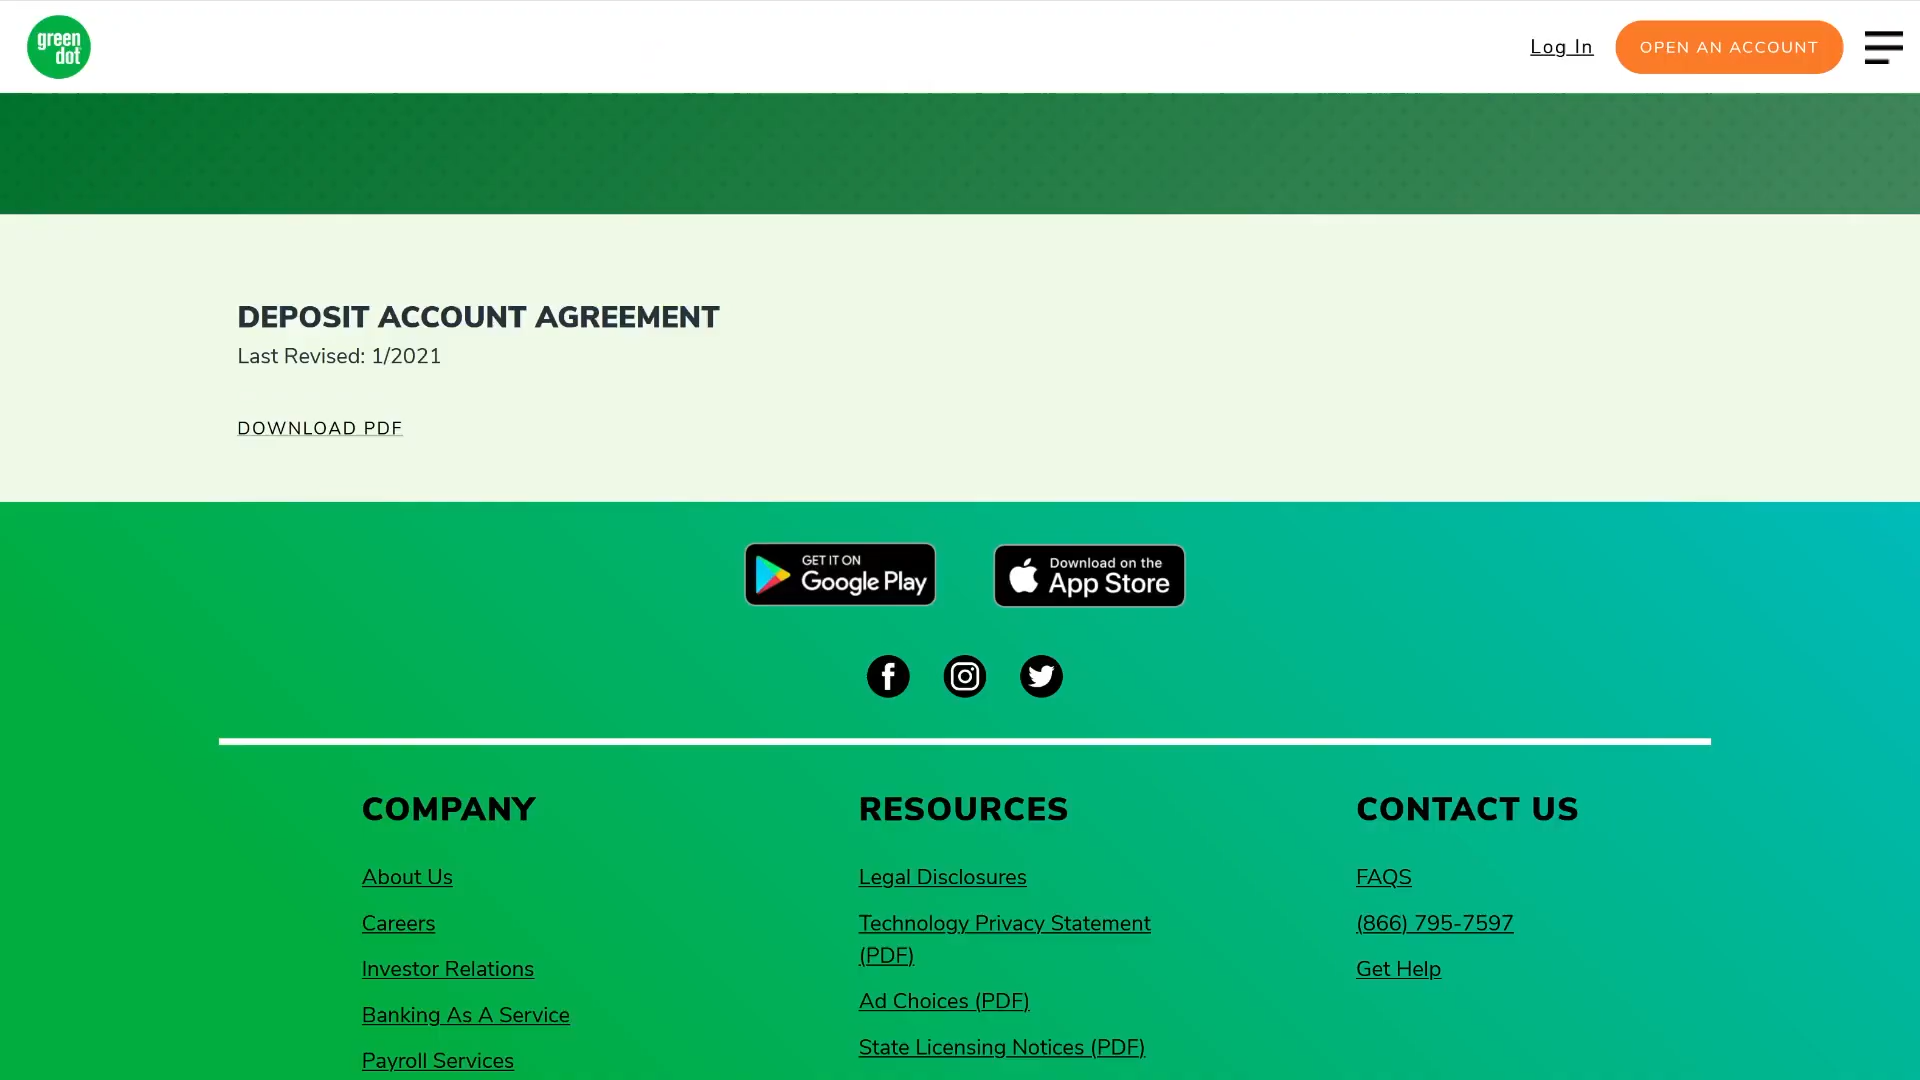 green
dot
Log In
OPEN AN ACCOUNT
DEPOSIT ACCOUNT AGREEMENT
Last Revised: 1/2021
DOWNLOAD PDF
GET IT ON
Google Play
Download on the
App Store
COMPANY
About Us
Careers
Investor Relations
Banking As A Service
Payroll Services
RESOURCES
Legal Disclosures
Technology Privacy Statement
(PDF)
Ad Choices (PDF)
State Licensing Notices (PDF)
CONTACT US
FAQS
(866) 795-7597
Get Help